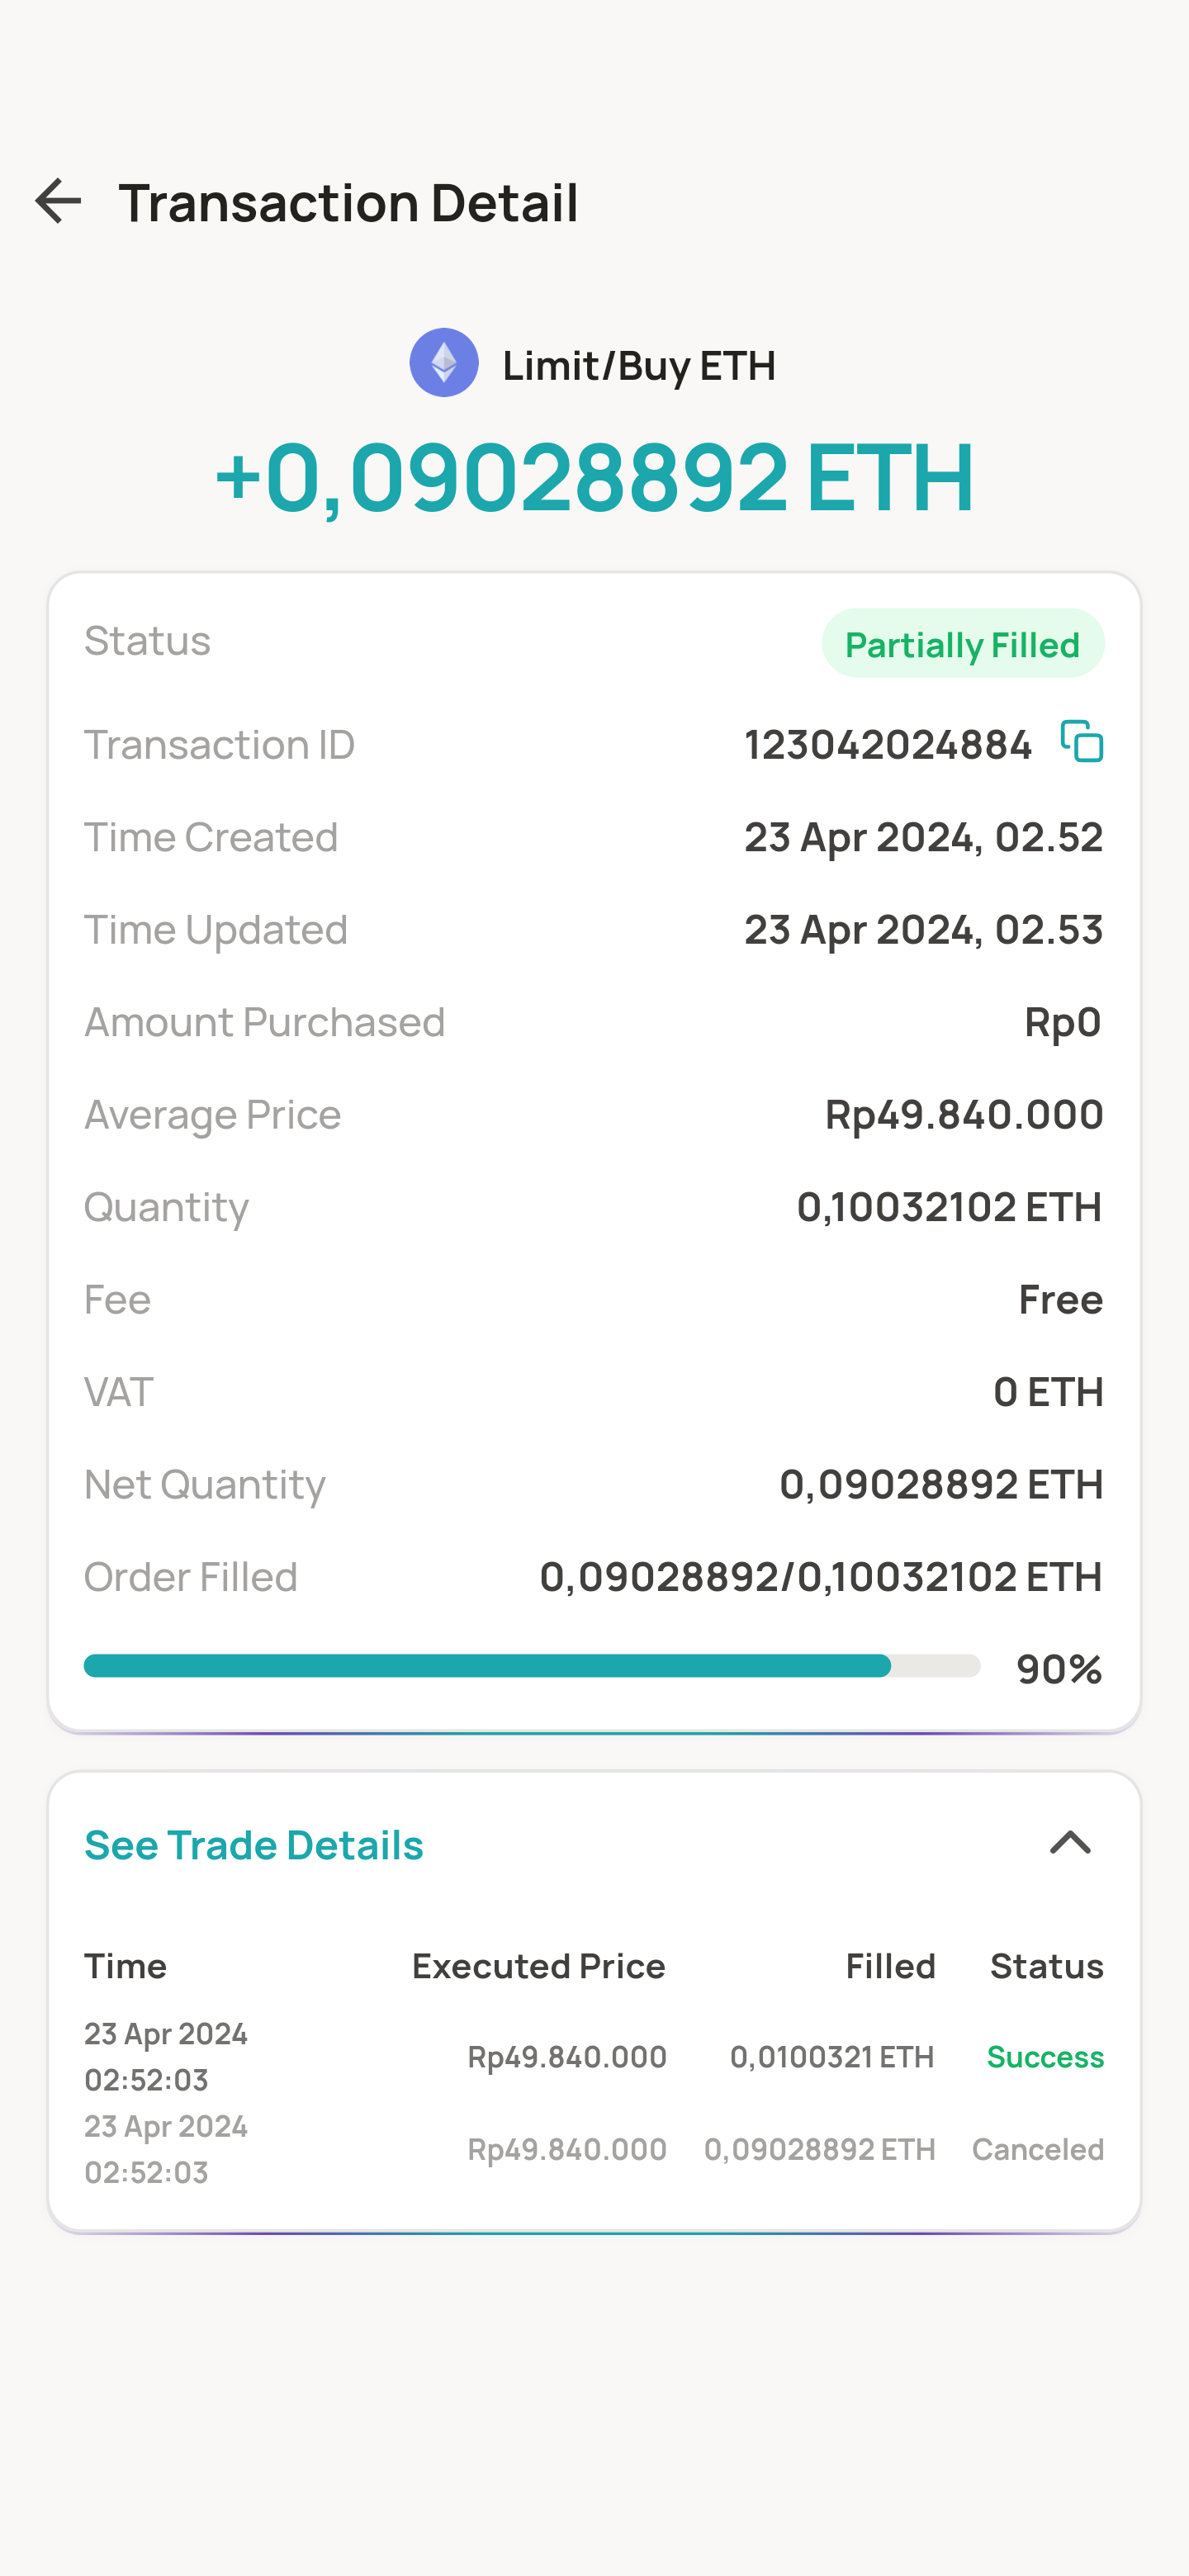 Transaction Detail
Limit/Buy ETH
+0,09028892 ETH
Status Partially Filled
Transaction ID 123042024884
Time Created 23 Apr 2024, 02.52
Time Updated 23 Apr 2024, 02.53
Amount Purchased Rp0
Average Price Rp49.840.000
Quantity 0,10032102 ETH
Fee Free
VAT 0 ETH
Net Quantity 0,09028892 ETH
Order Filled 0,09028892/0,10032102 ETH
90%
See Trade Details
Time Executed Price Filled Status
23 Apr 2024
02:52:03 Rp49.840.000 0,0100321 ETH Success
23 Apr 2024
02:52:03 Rp49.840.000 0,09028892 ETH Canceled